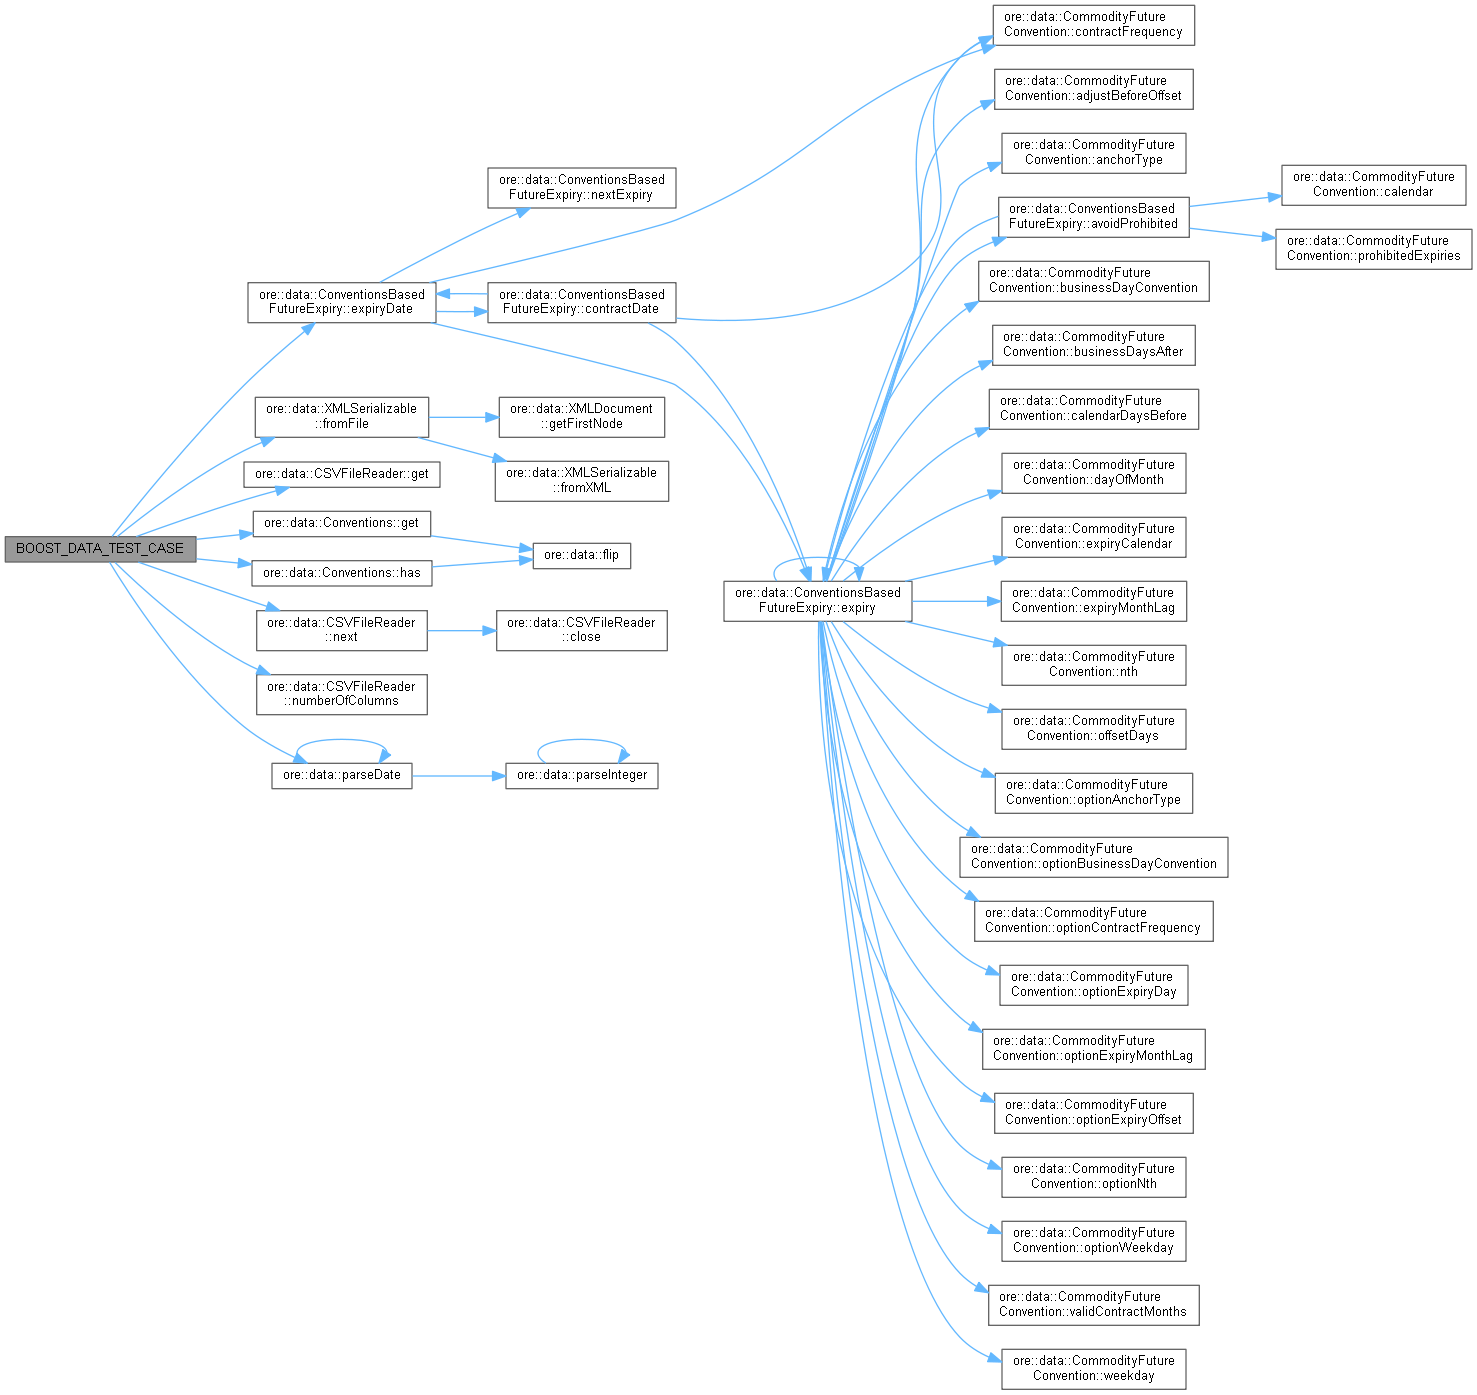 BOOST_DATA_TEST_CASE
ore::data::ConventionsBased
FutureExpiry::expiryDate
ore::data::XMLSerializable
::fromFile
ore::data::CSVFileReader::get
ore::data::Conventions::get
ore::data::Conventions::has
ore::data::CSVFileReader
::next
ore::data::CSVFileReader
::numberOfColumns
ore::data::parseDate
ore::data::ConventionsBased
FutureExpiry::nextExpiry
ore::data::ConventionsBased
FutureExpiry::contractDate
ore::data::XMLDocument
::getFirstNode
ore::data::XMLSerializable
::fromXML
ore::data::flip
ore::data::CSVFileReader
::close
ore::data::parseInteger
ore::data::ConventionsBased
FutureExpiry::expiry
ore::data::CommodityFuture
Convention::contractFrequency
ore::data::CommodityFuture
Convention::adjustBeforeOffset
ore::data::CommodityFuture
Convention::anchorType
ore::data::ConventionsBased
FutureExpiry::avoidProhibited
ore::data::CommodityFuture
Convention::businessDayConvention
ore::data::CommodityFuture
Convention::businessDaysAfter
ore::data::CommodityFuture
Convention::calendarDaysBefore
ore::data::CommodityFuture
Convention::dayOfMonth
ore::data::CommodityFuture
Convention::expiryCalendar
ore::data::CommodityFuture
Convention::expiryMonthLag
ore::data::CommodityFuture
Convention::nth
ore::data::CommodityFuture
Convention::offsetDays
ore::data::CommodityFuture
Convention::optionAnchorType
ore::data::CommodityFuture
Convention::optionBusinessDayConvention
ore::data::CommodityFuture
Convention::optionContractFrequency
ore::data::CommodityFuture
Convention::optionExpiryDay
ore::data::CommodityFuture
Convention::optionExpiryMonthLag
ore::data::CommodityFuture
Convention::optionExpiryOffset
ore::data::CommodityFuture
Convention::optionNth
ore::data::CommodityFuture
Convention::optionWeekday
ore::data::CommodityFuture
Convention::validContractMonths
ore::data::CommodityFuture
Convention::weekday
ore::data::CommodityFuture
Convention::calendar
ore::data::CommodityFuture
Convention::prohibitedExpiries